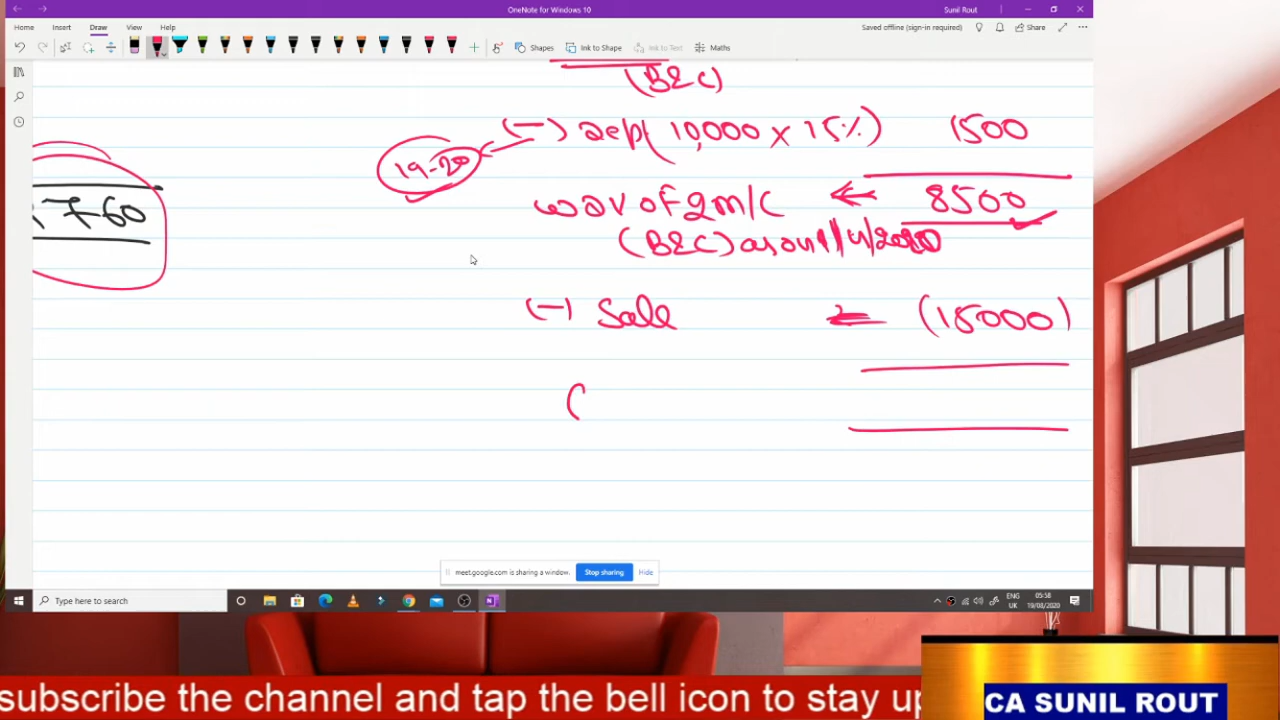 OneNote for Windows 10
Sunil Rout
Home Insert Draw View Help
Saved offline (sign-in required)
Share
Shapes
Ink to Shape
Ink to Text
Maths
(B&C)
(-) Dep (10,000 x 15%) 1500
19-20
WDV of 2 m/c 8500
(B&C) as on 1/4/2020
7760
(-) Sale (15000)
(
meet.google.com is sharing a window.
Stop sharing
Hide
Type here to search
ENG
UK
05:58
19/08/2020
subscribe the channel and tap the bell icon to stay up
CA SUNIL ROUT